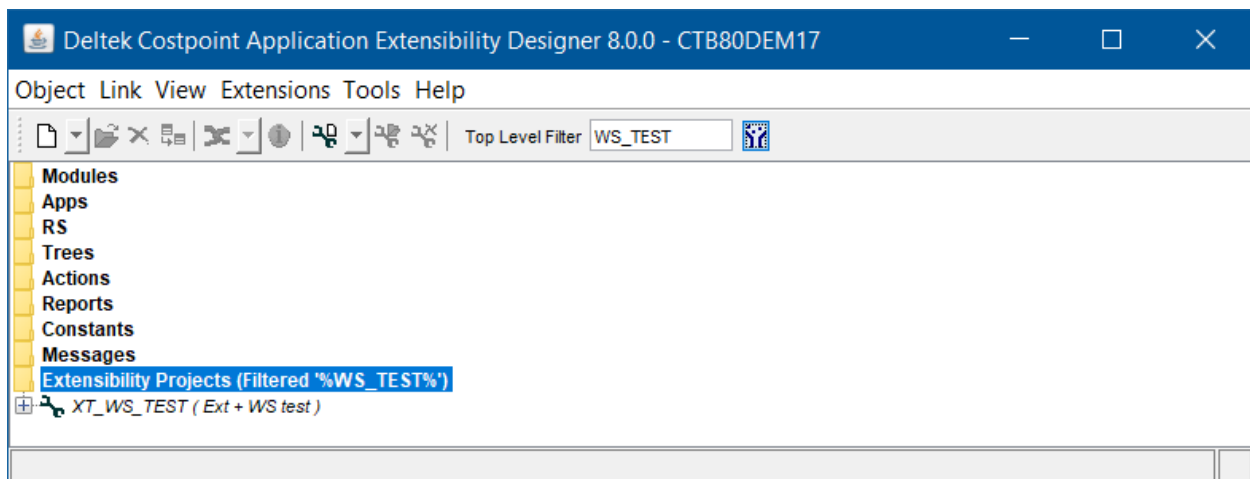 Deltek Costpoint Application Extensibility Designer 8.0.0 - CTB80DEM17
Object Link View Extensions Tools Help
Top Level Filter WS_TEST
Modules
Apps
RS
Trees
Actions
Reports
Constants
Messages
Extensibility Projects (Filtered '%WS_TEST%')
XT_WS_TEST ( Ext + WS test )